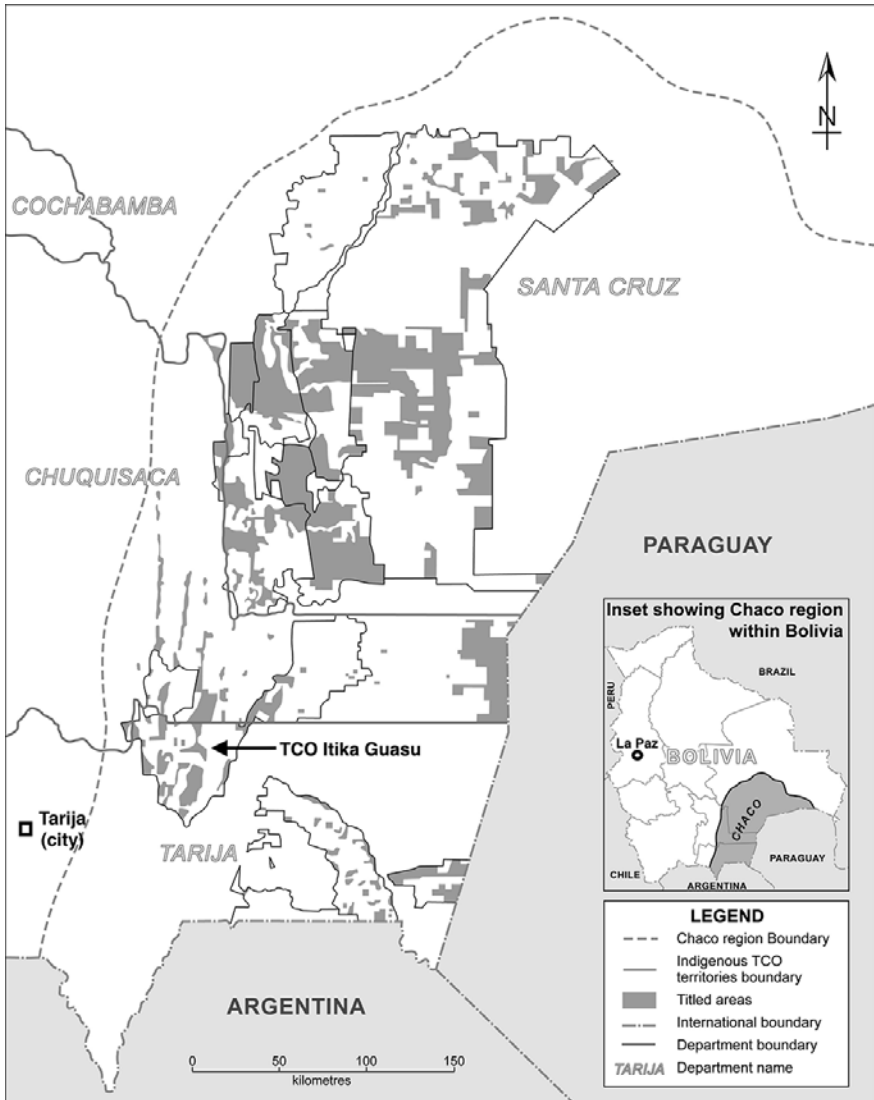 N
COCHABAMBA
SANTA CRUZ
CHUQUISACA
PARAGUAY
Inset showing Chaco region
within Bolivia
BRAZIL
PERU
La Paz
BOLIVIA
CHACO
PARAGUAY
CHILE
ARGENTINA
TCO Itika Guasu
Tarija
(city)
TARIJA
ARGENTINA
0 50 100 150
kilometres
LEGEND
Chaco region Boundary
Indigenous TCO
territories boundary
Titled areas
International boundary
Department boundary
TARIJA Department name